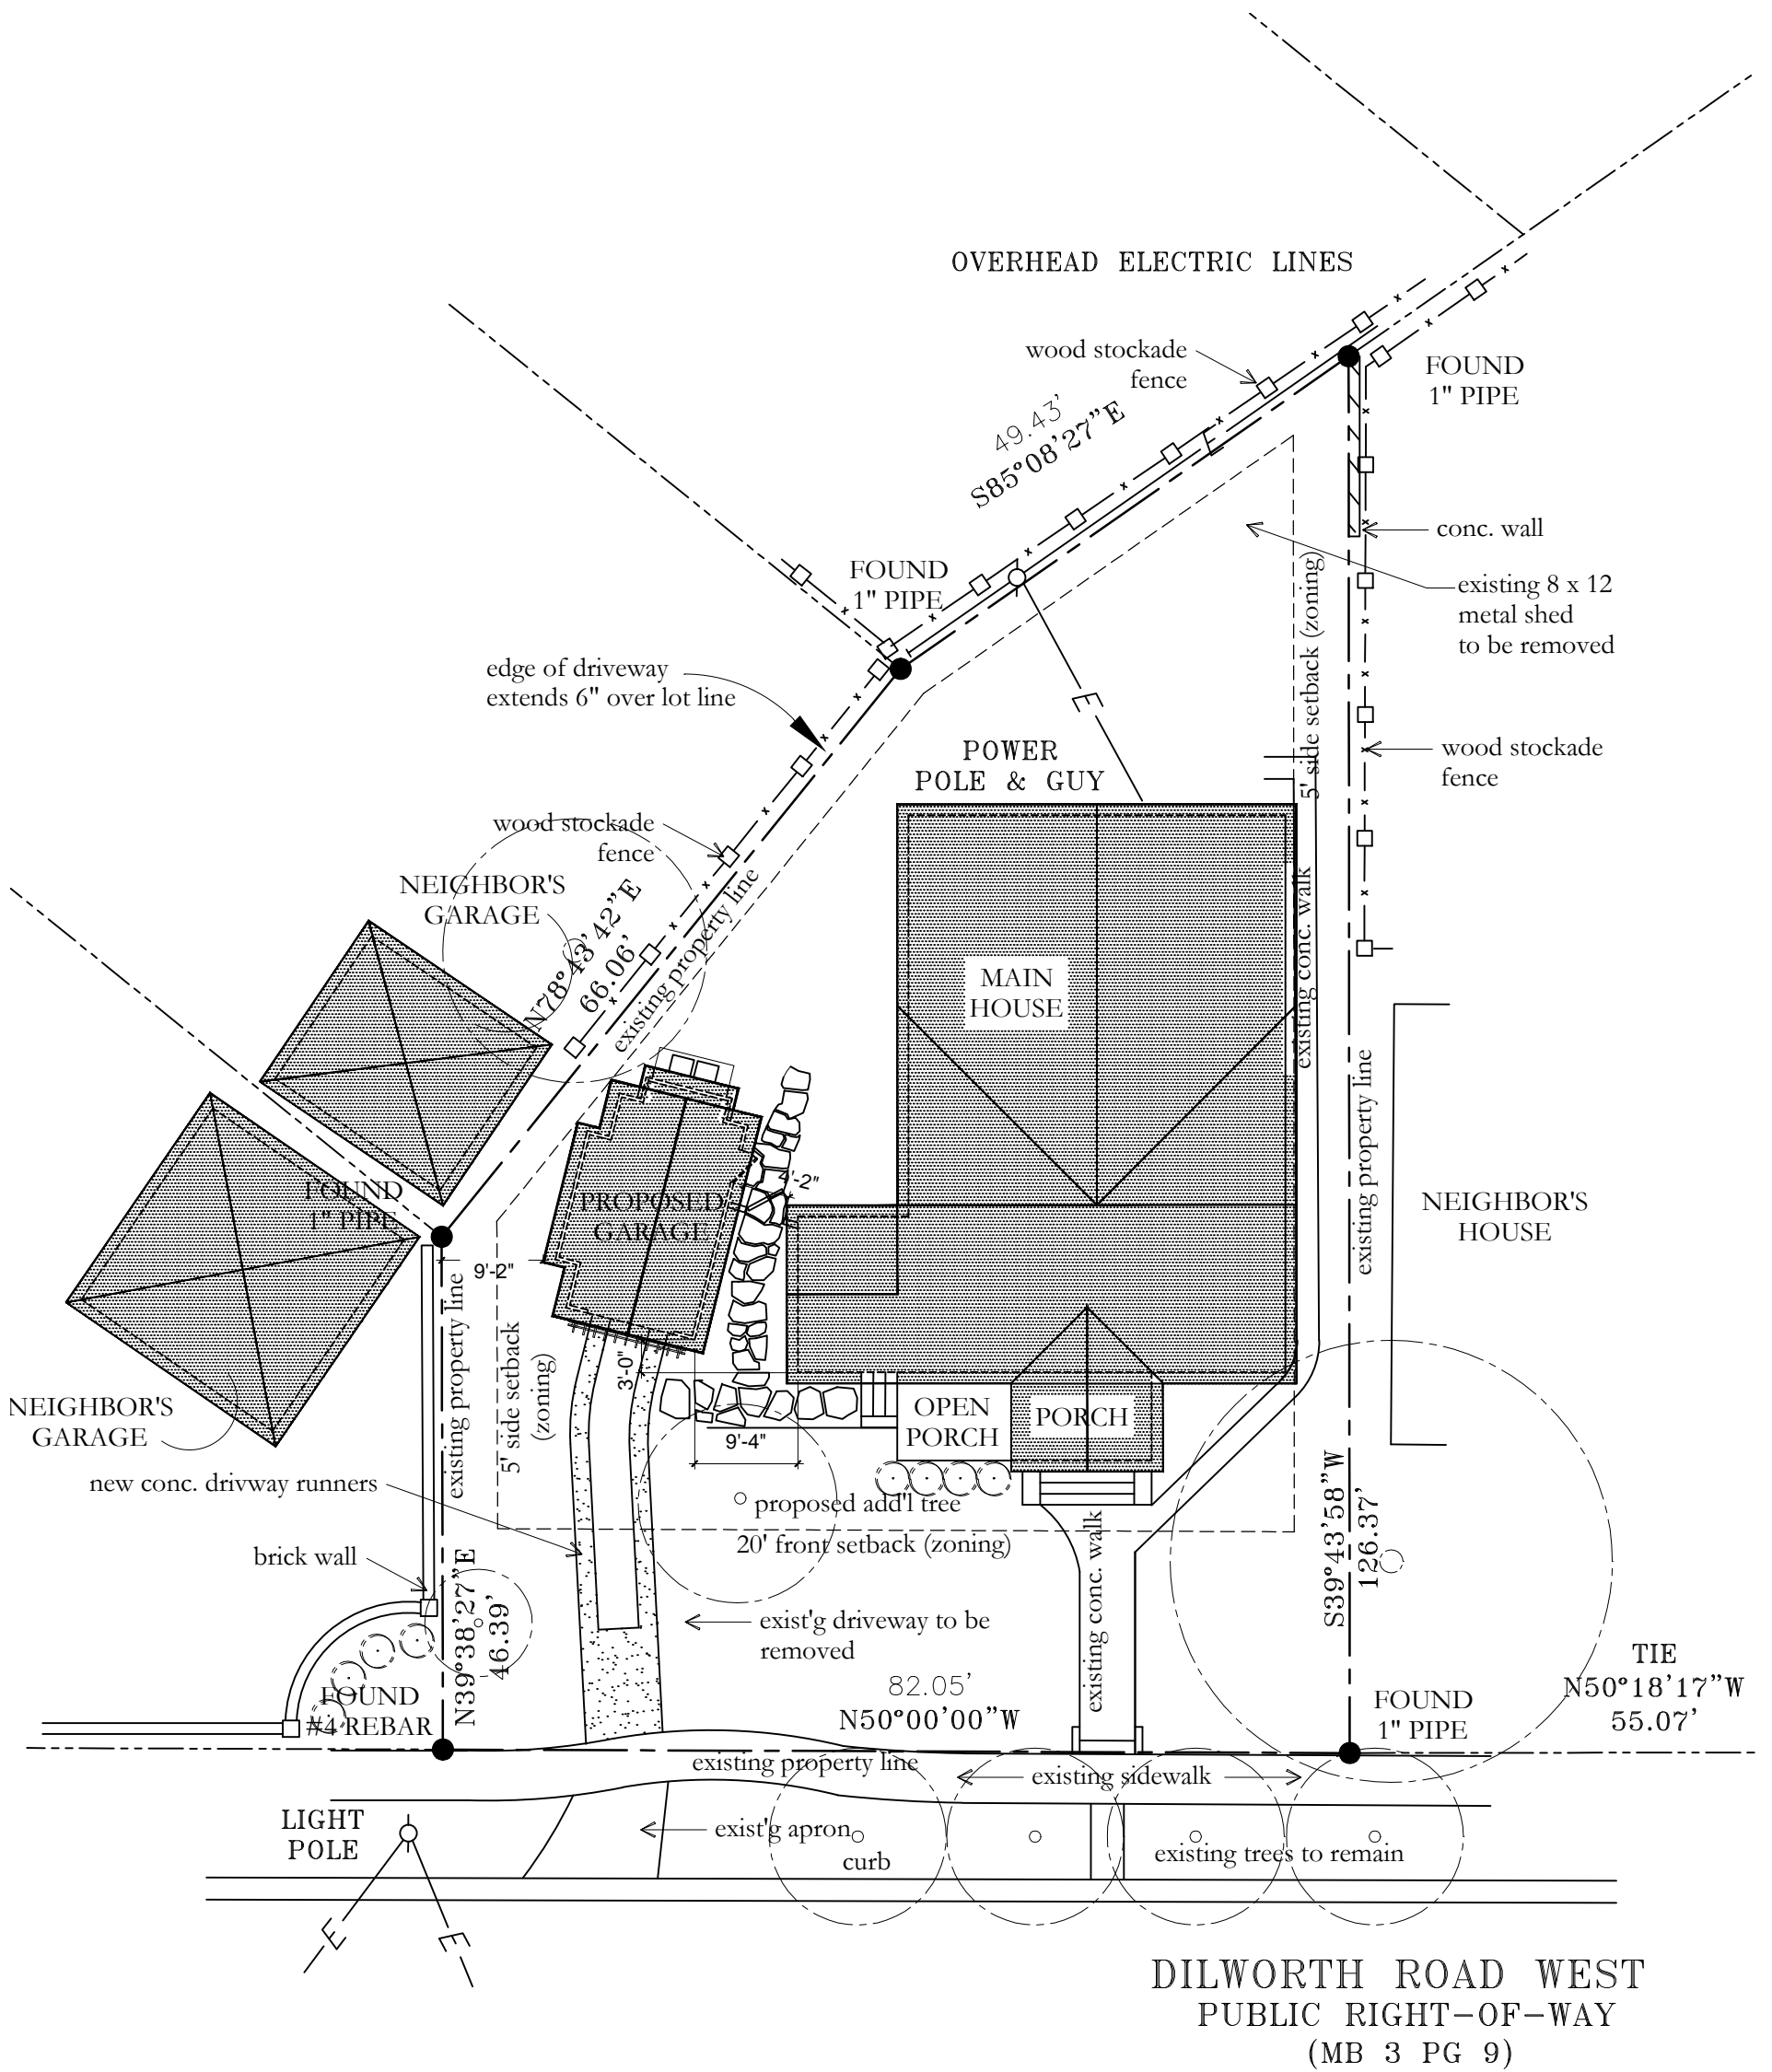 OVERHEAD ELECTRIC LINES
wood stockade
fence
FOUND
1" PIPE
49.43'
S85°08'27"E
conc. wall
FOUND
1" PIPE
existing 8 x 12
metal shed
to be removed
5' side setback (zoning)
edge of driveway
extends 6" over lot line
E
E
POWER
POLE & GUY
wood stockade
fence
wood stockade
fence
NEIGHBOR'S
GARAGE
N78°43'42"E
66.06'
existing property line
existing conc. walk
MAIN
HOUSE
existing property line
FOUND
1" PIPE
PROPOSED
GARAGE
4'-2"
NEIGHBOR'S
HOUSE
9'-2"
existing property line
5' side setback
(zoning)
3'-0"
NEIGHBOR'S
GARAGE
OPEN
PORCH
PORCH
9'-4"
new conc. drivway runners
proposed add'l tree
20' front setback (zoning)
S39°43'58"W
126.37'
brick wall
N39°38'27"E
46.39'
existing conc. walk
exist'g driveway to be
removed
TIE
N50°18'17"W
55.07'
FOUND
#4 REBAR
82.05'
N50°00'00"W
FOUND
1" PIPE
existing property line
existing sidewalk
LIGHT
POLE
exist'g apron
curb
existing trees to remain
E
E
DILWORTH ROAD WEST
PUBLIC RIGHT-OF-WAY
(MB 3 PG 9)